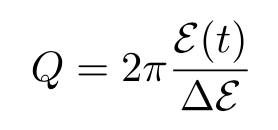 Q = 2π ℰ(t) / Δℰ